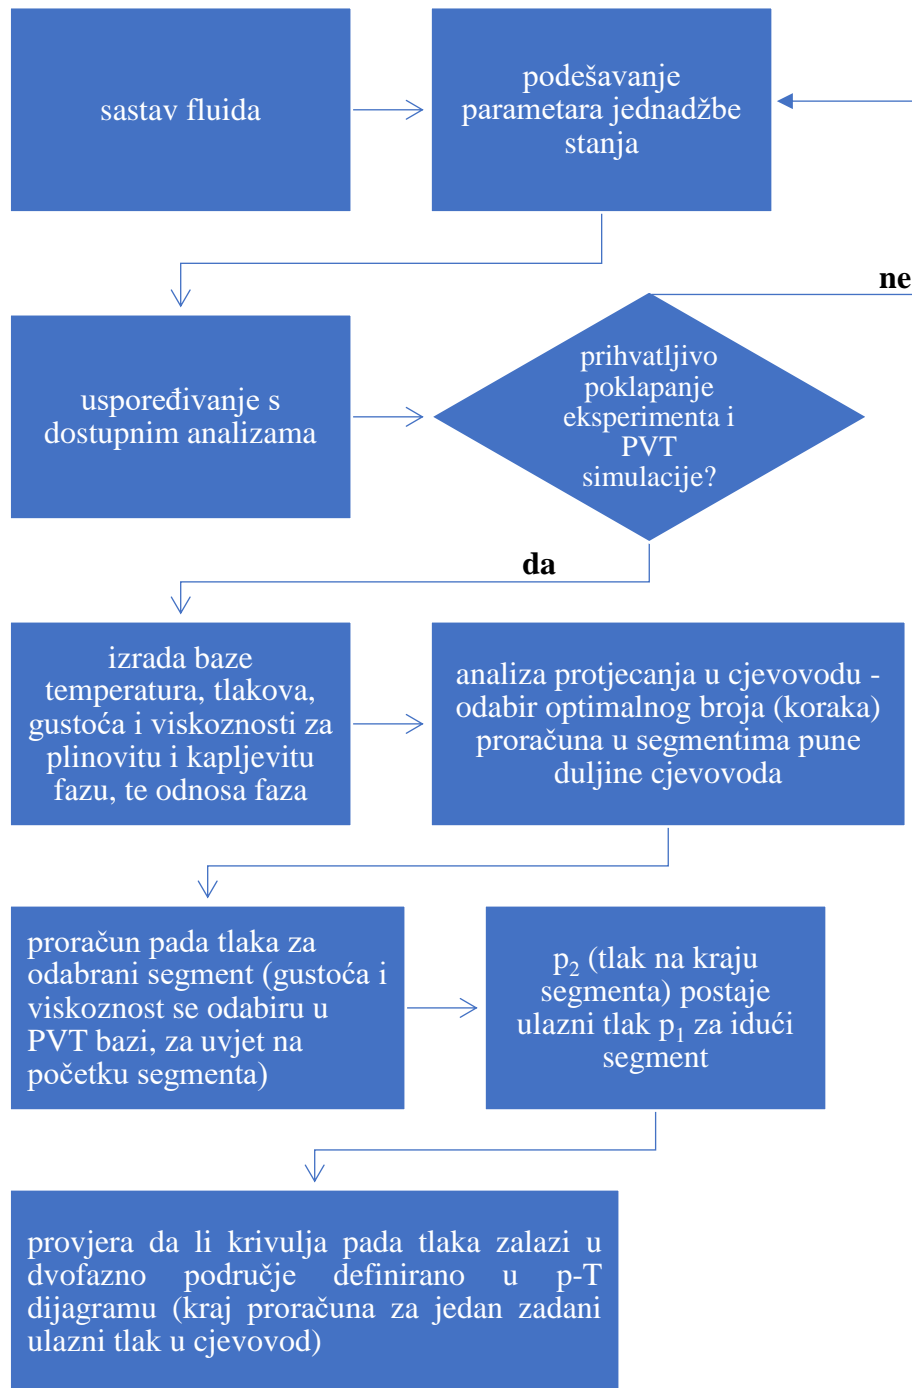 sastav fluida
podešavanje
parametara jednadžbe
stanja
ne
uspoređivanje s
dostupnim analizama
prihvatljivo
poklapanje
eksperimenta i
PVT
simulacije?
da
izrada baze
temperatura, tlakova,
gustoća i viskoznosti za
plinovitu i kapljevitu
fazu, te odnosa faza
analiza protjecanja u cjevovodu -
odabir optimalnog broja (koraka)
proračuna u segmentima pune
duljine cjevovoda
proračun pada tlaka za
odabrani segment (gustoća i
viskoznost se odabiru u
PVT bazi, za uvjet na
početku segmenta)
p₂ (tlak na kraju
segmenta) postaje
ulazni tlak p₁ za idući
segment
provjera da li krivulja pada tlaka zalazi u
dvofazno područje definirano u p-T
dijagramu (kraj proračuna za jedan zadani
ulazni tlak u cjevovod)